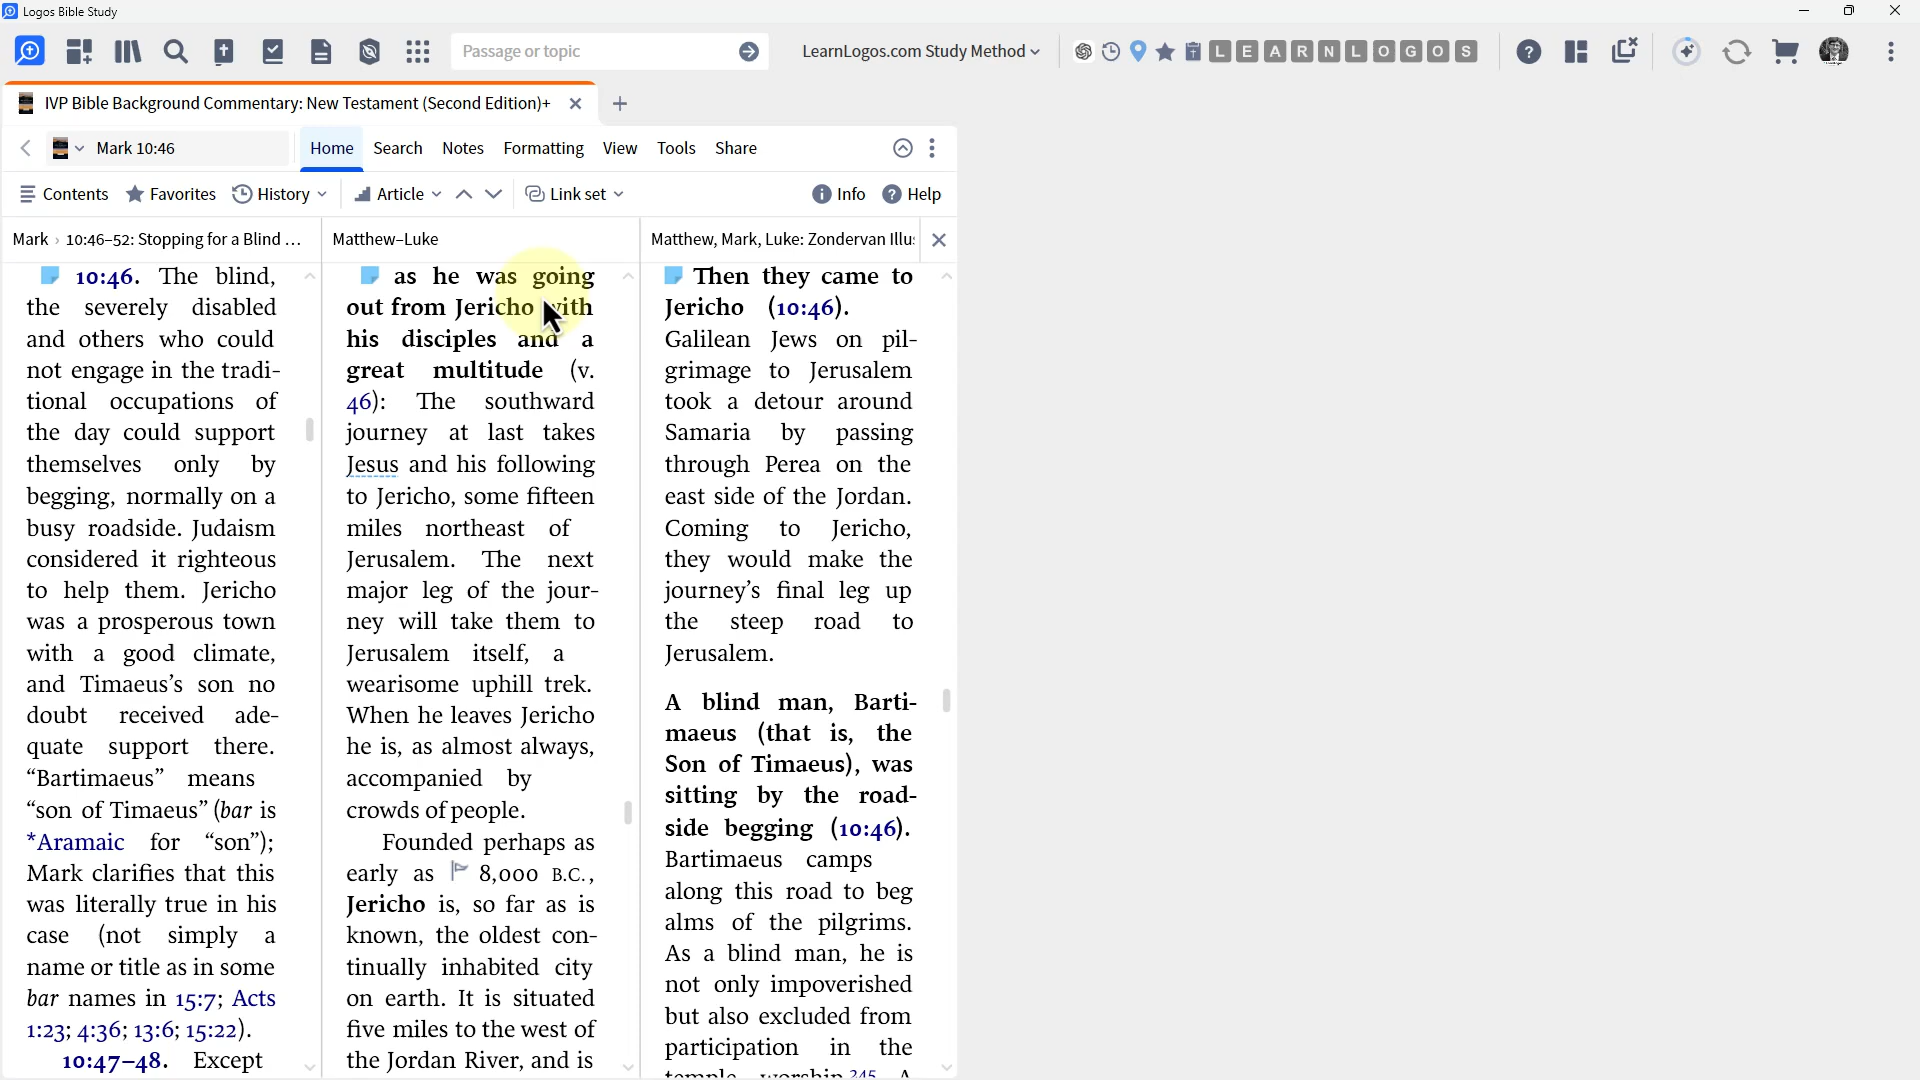 Logos Bible Study
Passage or topic
LearnLogos.com Study Method
L E A R N L O G O S
IVP Bible Background Commentary: New Testament (Second Edition)+
Mark 10:46
Home Search Notes Formatting View Tools Share
Contents Favorites History Article Link set Info Help
Mark › 10:46–52: Stopping for a Blind ...
10:46. The blind,
the severely disabled
and others who could
not engage in the tradi-
tional occupations of
the day could support
themselves only by
begging, normally on a
busy roadside. Judaism
considered it righteous
to help them. Jericho
was a prosperous town
with a good climate,
and Timaeus’s son no
doubt received ade-
quate support there.
“Bartimaeus” means
“son of Timaeus” (bar is
*Aramaic for “son”);
Mark clarifies that this
was literally true in his
case (not simply a
name or title as in some
bar names in 15:7; Acts
1:23; 4:36; 13:6; 15:22).
10:47–48. Except
Matthew–Luke
as he was going
out from Jericho with
his disciples and a
great multitude (v.
46): The southward
journey at last takes
Jesus and his following
to Jericho, some fifteen
miles northeast of
Jerusalem. The next
major leg of the jour-
ney will take them to
Jerusalem itself, a
wearisome uphill trek.
When he leaves Jericho
he is, as almost always,
accompanied by
crowds of people.
Founded perhaps as
early as 8,000 B.C.,
Jericho is, so far as is
known, the oldest con-
tinually inhabited city
on earth. It is situated
five miles to the west of
the Jordan River, and is
Matthew, Mark, Luke: Zondervan Illu
Then they came to
Jericho (10:46).
Galilean Jews on pil-
grimage to Jerusalem
took a detour around
Samaria by passing
through Perea on the
east side of the Jordan.
Coming to Jericho,
they would make the
journey’s final leg up
the steep road to
Jerusalem.
A blind man, Barti-
maeus (that is, the
Son of Timaeus), was
sitting by the road-
side begging (10:46).
Bartimaeus camps
along this road to beg
alms of the pilgrims.
As a blind man, he is
not only impoverished
but also excluded from
participation in the
temple worship.245 A